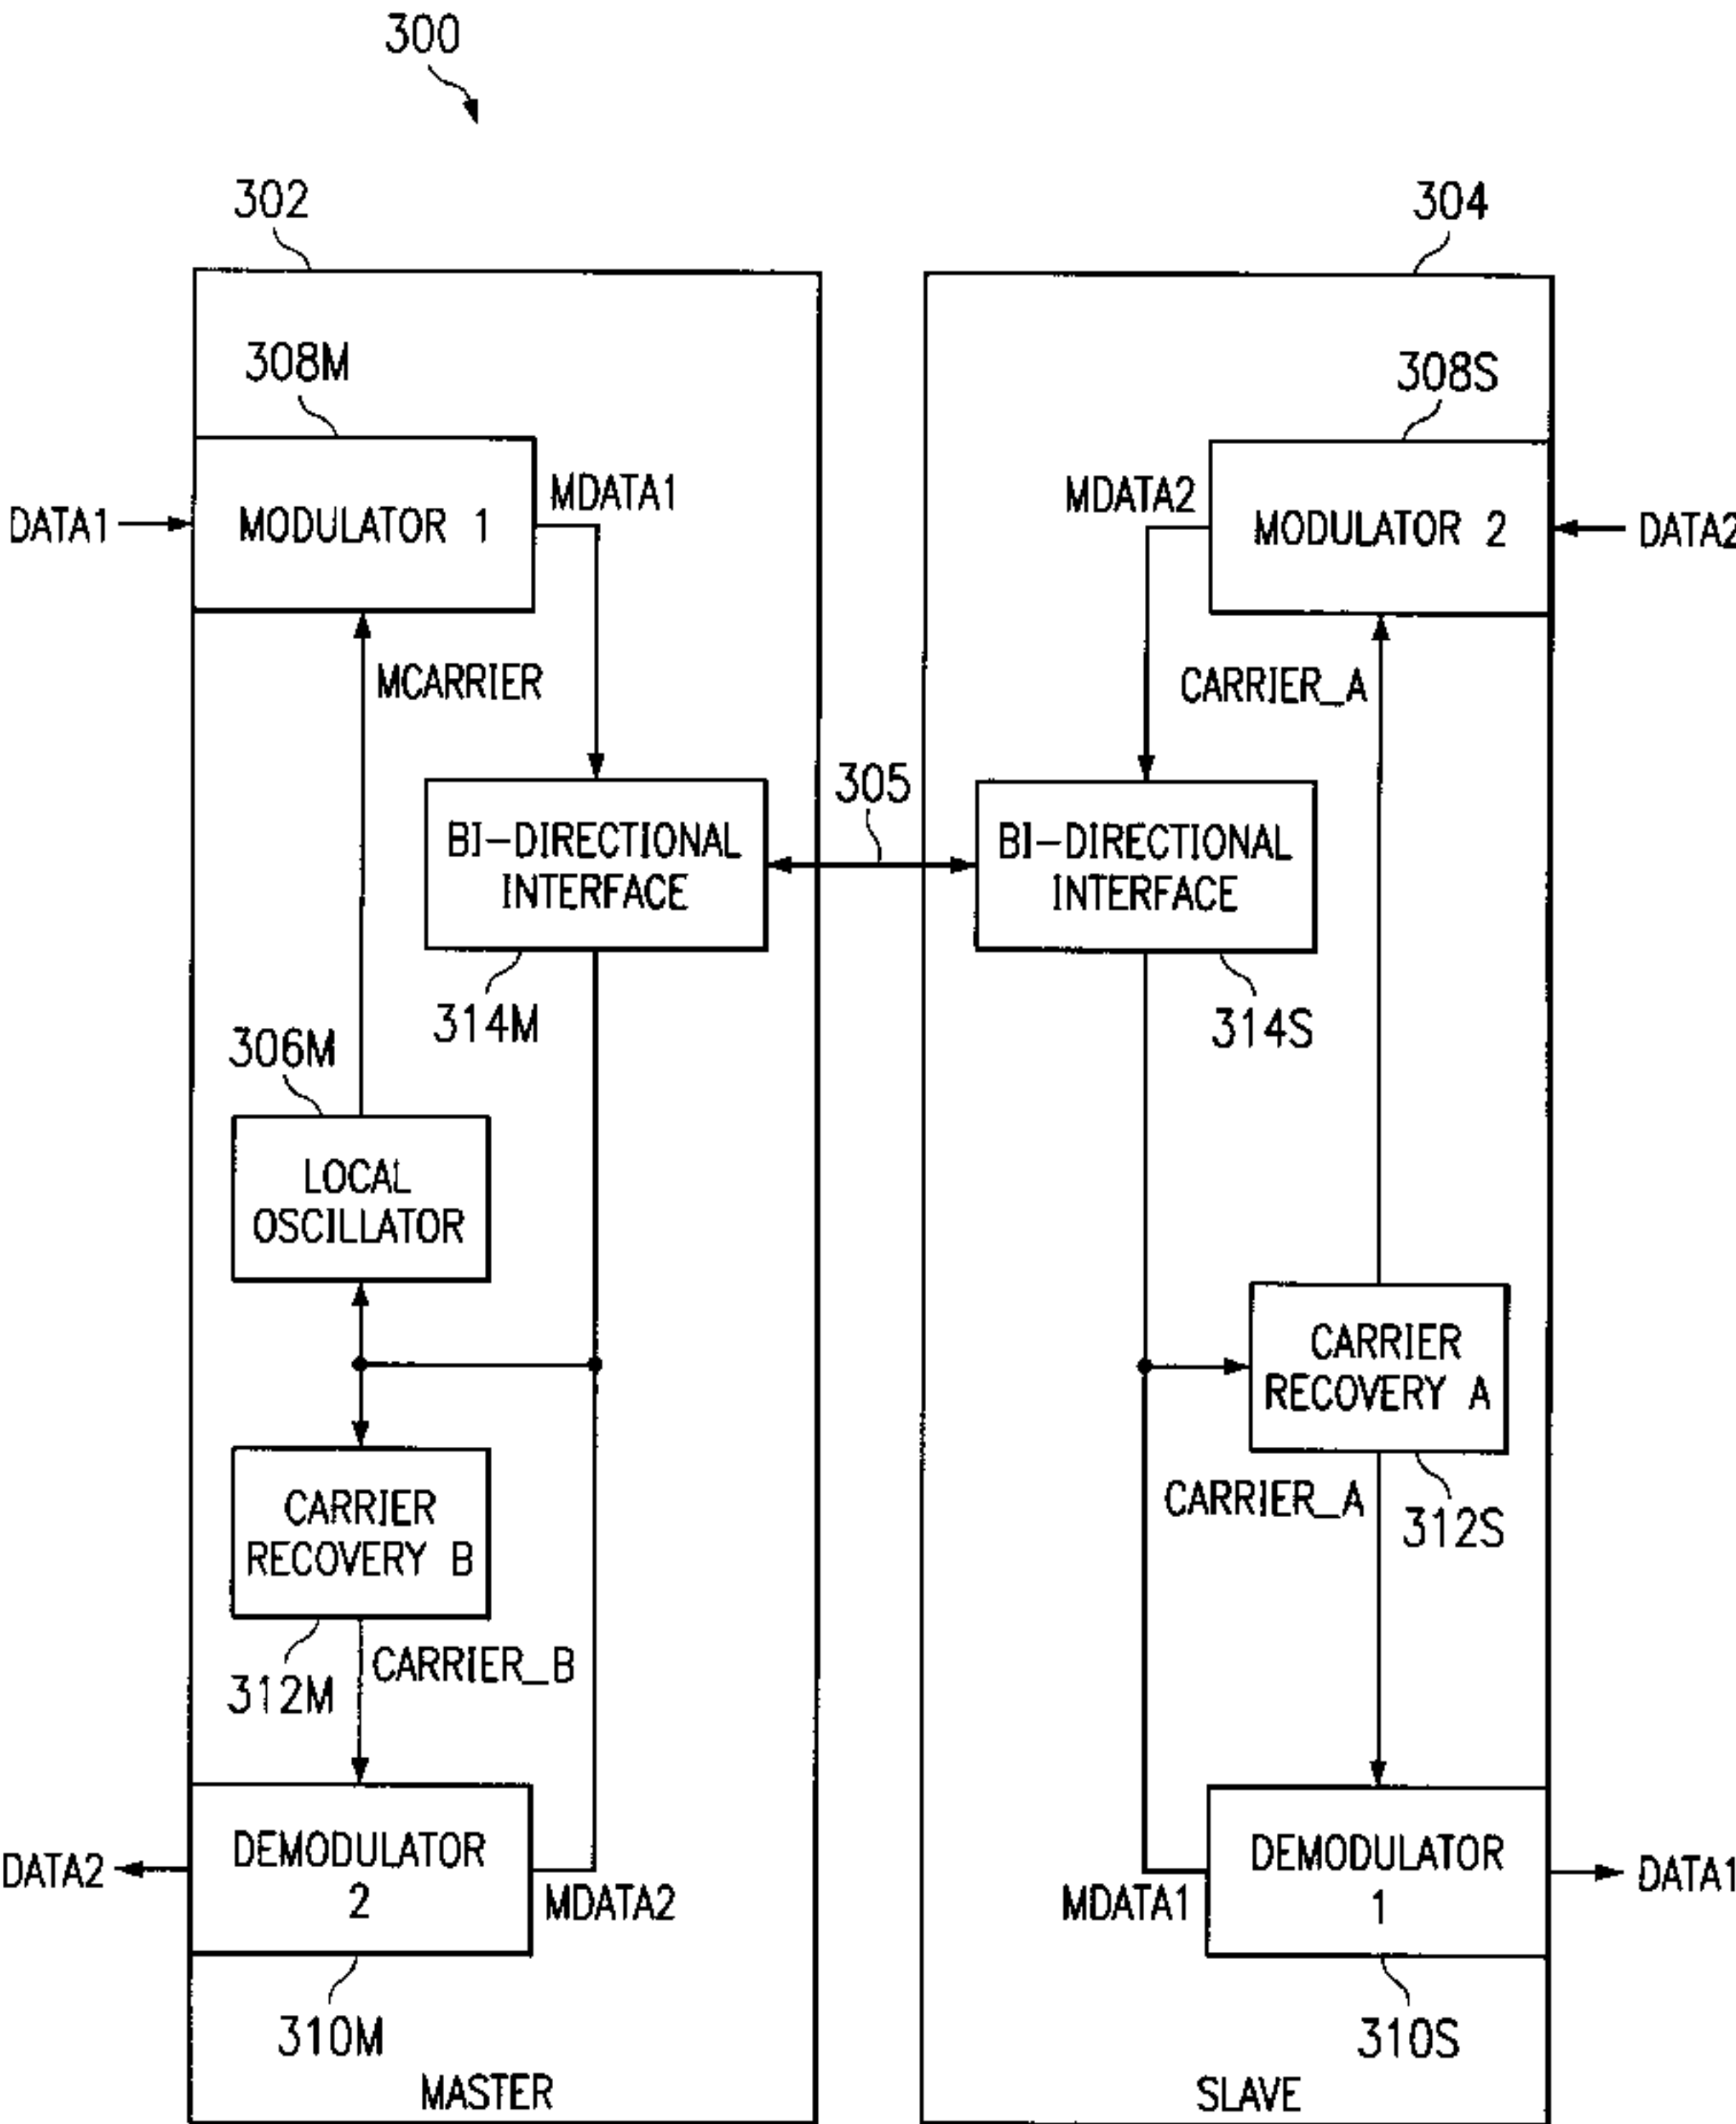 300
302
304
308M
308S
DATA1
MODULATOR 1
MDATA1
MDATA2
MODULATOR 2
DATA2
MCARRIER
CARRIER_A
305
BI-DIRECTIONAL
INTERFACE
BI-DIRECTIONAL
INTERFACE
314M
314S
306M
LOCAL
OSCILLATOR
CARRIER
RECOVERY A
CARRIER
RECOVERY B
CARRIER_A
312S
312M
CARRIER_B
DATA2
DEMODULATOR
2
MDATA2
MDATA1
DEMODULATOR
1
DATA1
310M
310S
MASTER
SLAVE